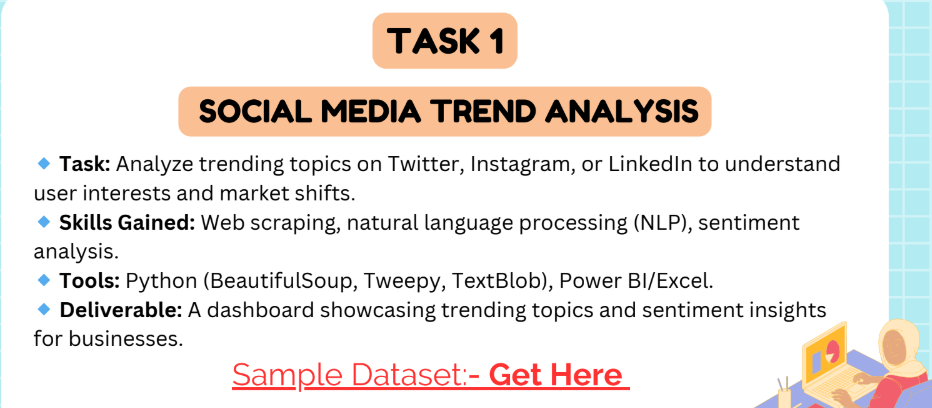 TASK 1
SOCIAL MEDIA TREND ANALYSIS
🔹 Task: Analyze trending topics on Twitter, Instagram, or LinkedIn to understand
user interests and market shifts.
🔹 Skills Gained: Web scraping, natural language processing (NLP), sentiment
analysis.
🔹 Tools: Python (BeautifulSoup, Tweepy, TextBlob), Power BI/Excel.
🔹 Deliverable: A dashboard showcasing trending topics and sentiment insights
for businesses.
Sample Dataset:- Get Here